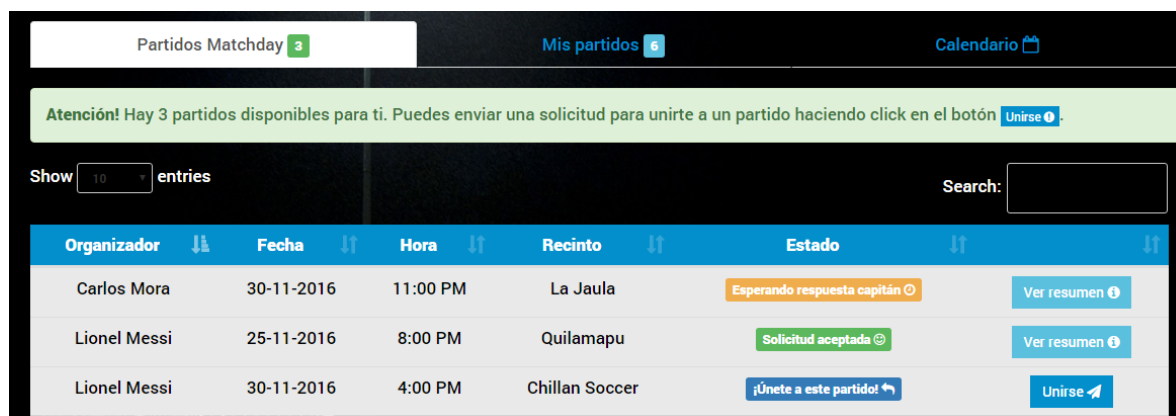 Partidos Matchday 3 Mis partidos 6 Calendario
Atención! Hay 3 partidos disponibles para ti. Puedes enviar una solicitud para unirte a un partido haciendo click en el botón Unirse.
Show 10 entries Search:
Organizador Fecha Hora Recinto Estado
Carlos Mora 30-11-2016 11:00 PM La Jaula Esperando respuesta capitán Ver resumen
Lionel Messi 25-11-2016 8:00 PM Quilamapu Solicitud aceptada Ver resumen
Lionel Messi 30-11-2016 4:00 PM Chillan Soccer ¡Únete a este partido! Unirse